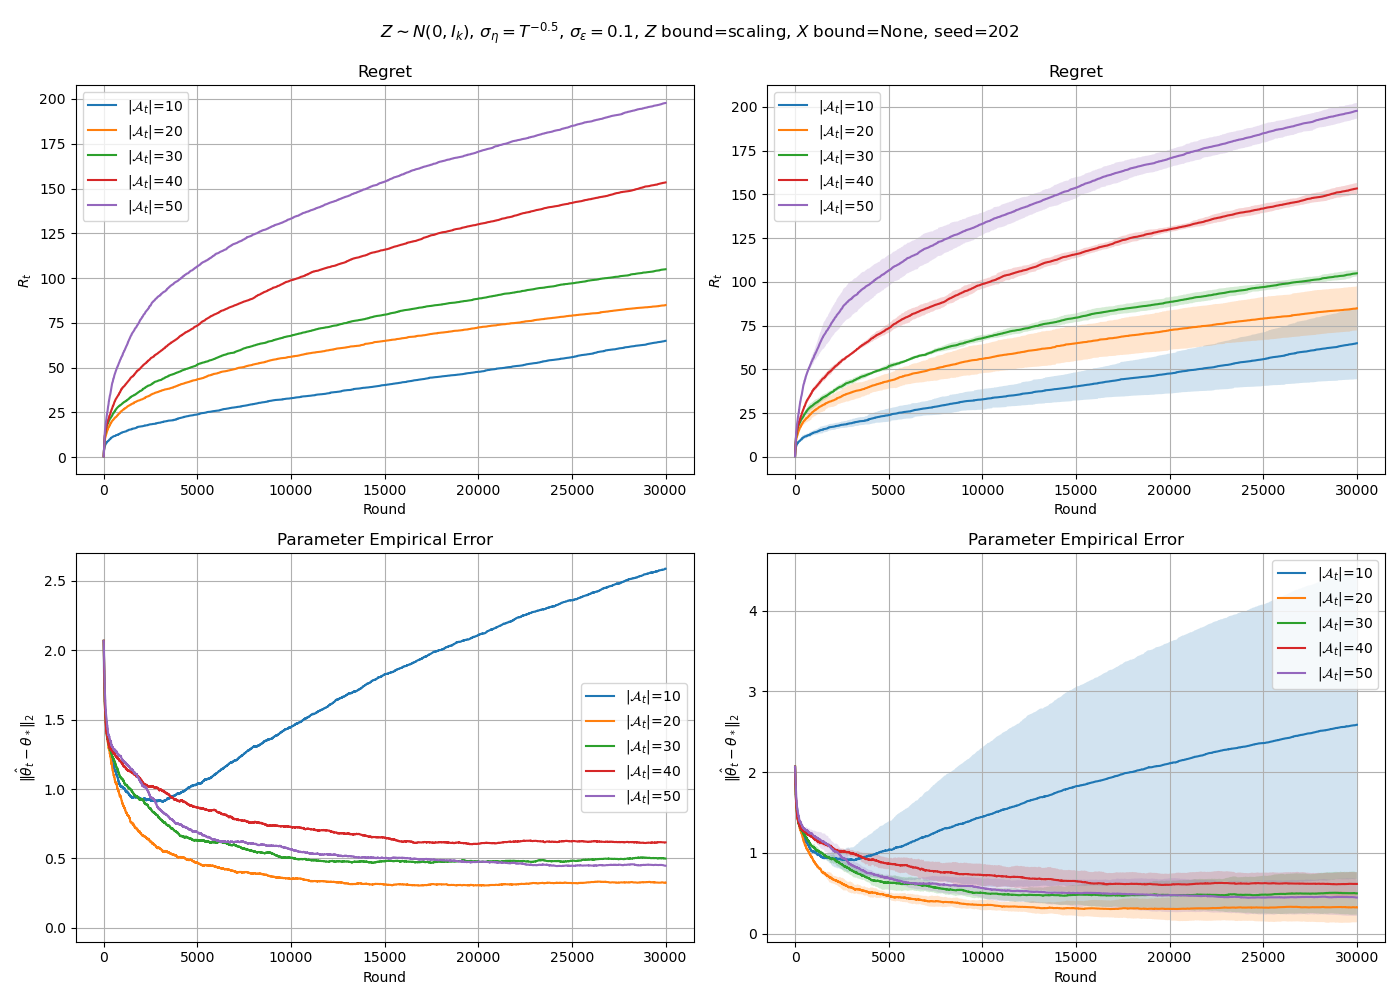 Z ∼ N(0, I_k), σ_η = T^{−0.5}, σ_ε = 0.1, Z bound=scaling, X bound=None, seed=202
Regret
R_t
200
175
150
125
100
75
50
25
0
|𝒜_t|=10
|𝒜_t|=20
|𝒜_t|=30
|𝒜_t|=40
|𝒜_t|=50
0 5000 10000 15000 20000 25000 30000
Round
Regret
R_t
200
175
150
125
100
75
50
25
0
|𝒜_t|=10
|𝒜_t|=20
|𝒜_t|=30
|𝒜_t|=40
|𝒜_t|=50
0 5000 10000 15000 20000 25000 30000
Round
Parameter Empirical Error
‖θ̂_t − θ_*‖_2
2.5
2.0
1.5
1.0
0.5
0.0
|𝒜_t|=10
|𝒜_t|=20
|𝒜_t|=30
|𝒜_t|=40
|𝒜_t|=50
0 5000 10000 15000 20000 25000 30000
Round
Parameter Empirical Error
‖θ̂_t − θ_*‖_2
4
3
2
1
0
|𝒜_t|=10
|𝒜_t|=20
|𝒜_t|=30
|𝒜_t|=40
|𝒜_t|=50
0 5000 10000 15000 20000 25000 30000
Round